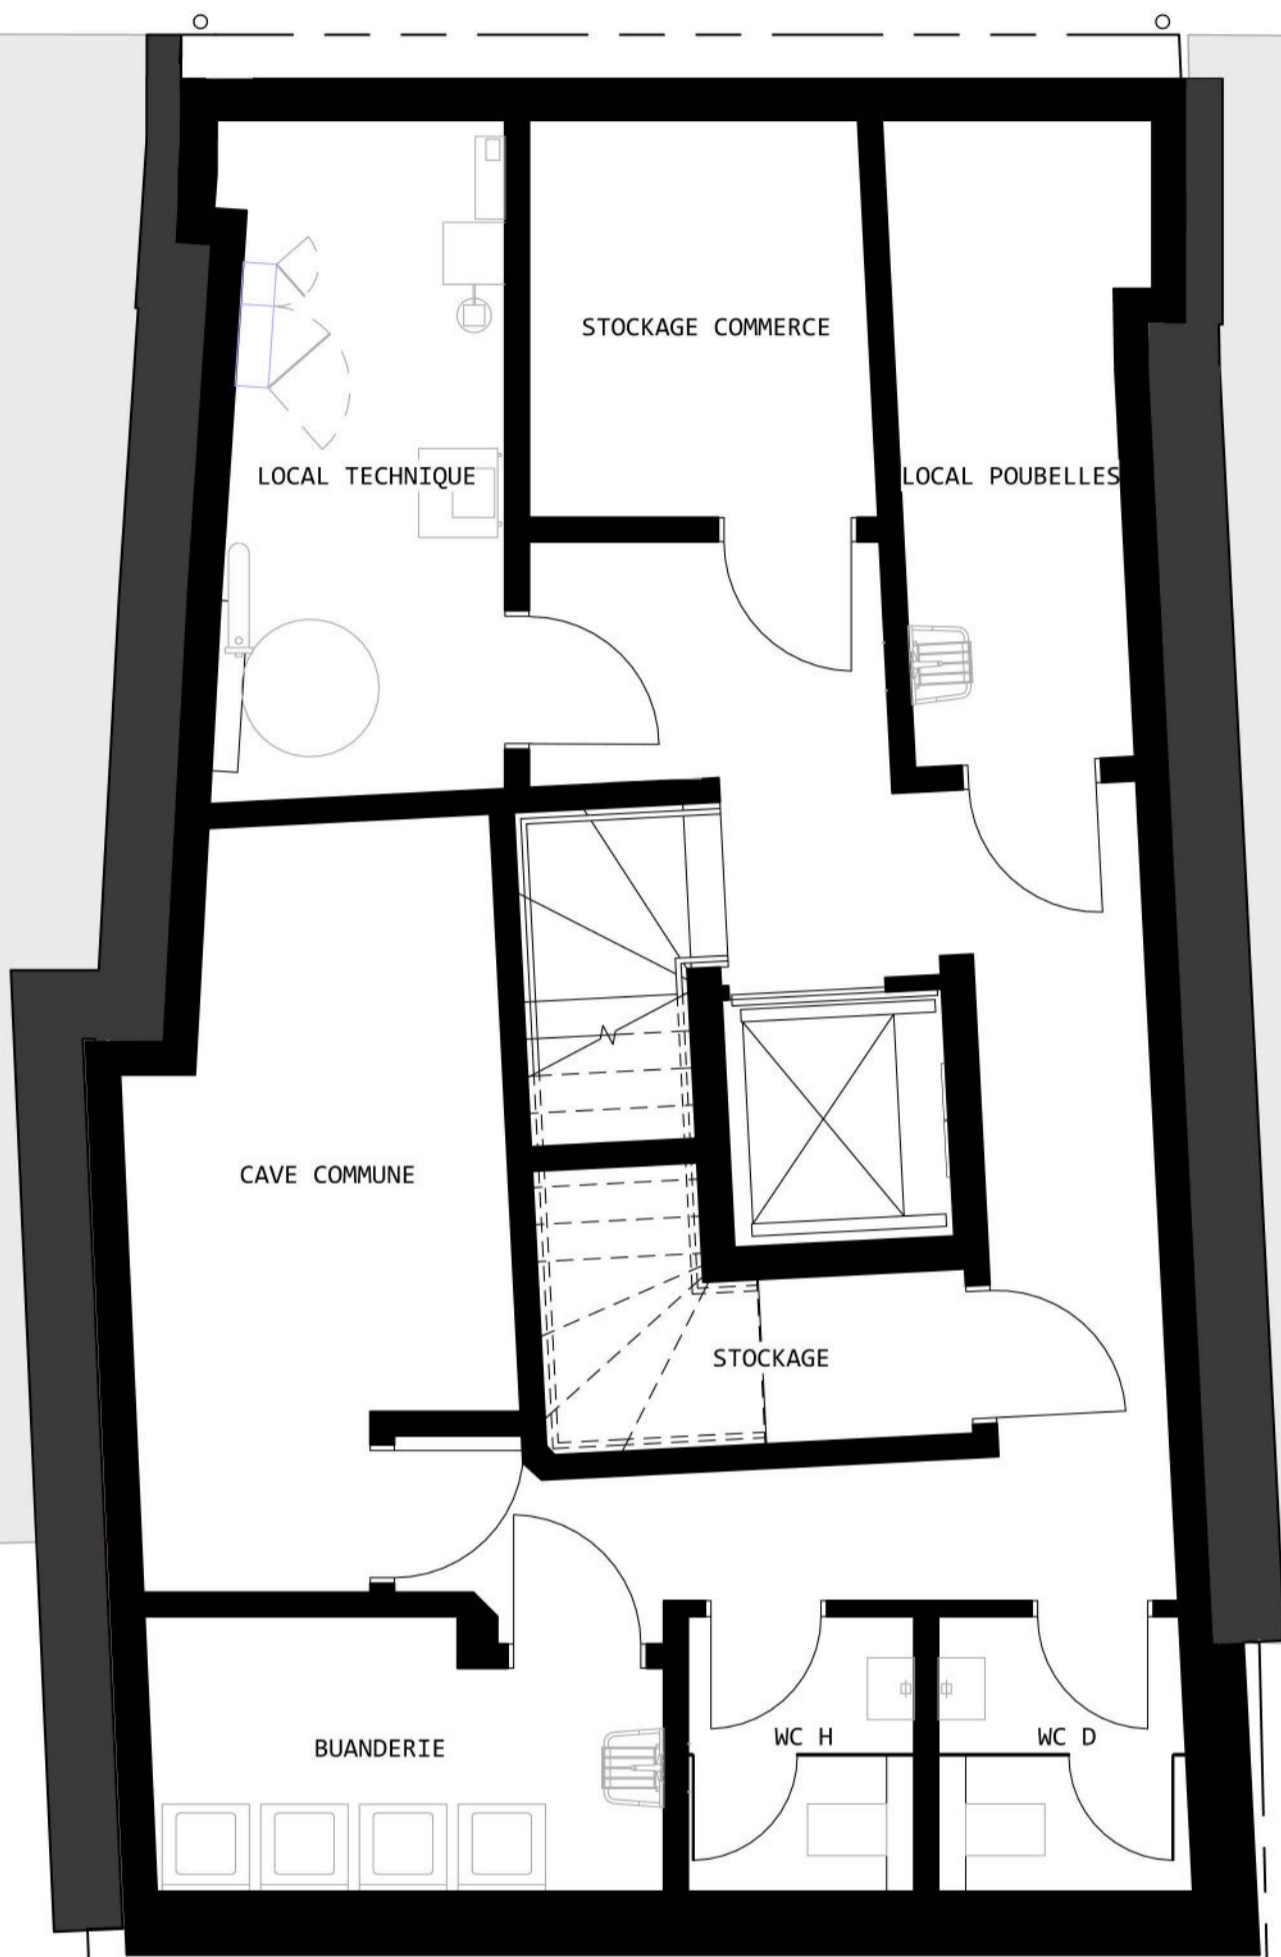 STOCKAGE COMMERCE
LOCAL TECHNIQUE
LOCAL POUBELLES
CAVE COMMUNE
STOCKAGE
WC H
WC D
BUANDERIE